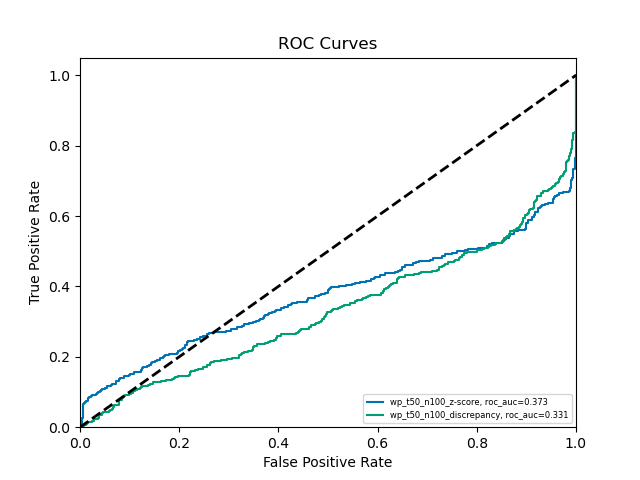 ROC Curves
True Positive Rate
1.0
0.8
0.6
0.4
0.2
0.0
0.0 0.2 0.4 0.6 0.8 1.0
False Positive Rate
wp_t50_n100_z-score, roc_auc=0.373
wp_t50_n100_discrepancy, roc_auc=0.331